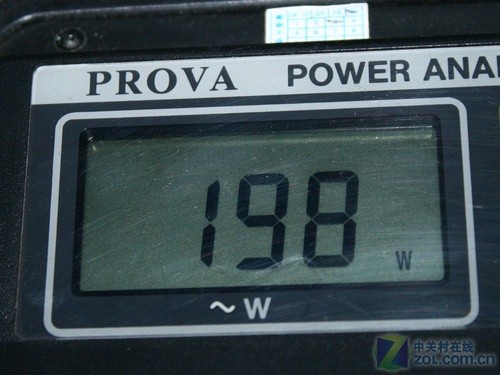 PROVA POWER ANA
198 W
~ W
中关村在线
zol.com.cn